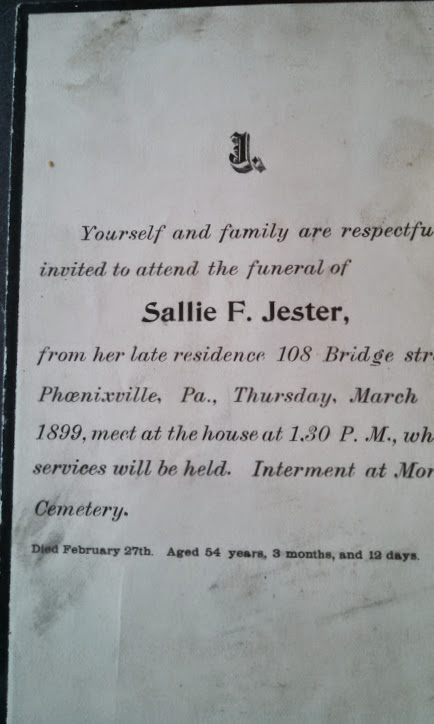 J.
Yourself and family are respectfu
invited to attend the funeral of
Sallie F. Jester,
from her late residence 108 Bridge str
Phœnixville, Pa., Thursday, March
1899, meet at the house at 1.30 P. M., wh
services will be held. Interment at Mor
Cemetery.
Died February 27th. Aged 54 years, 3 months, and 12 days.